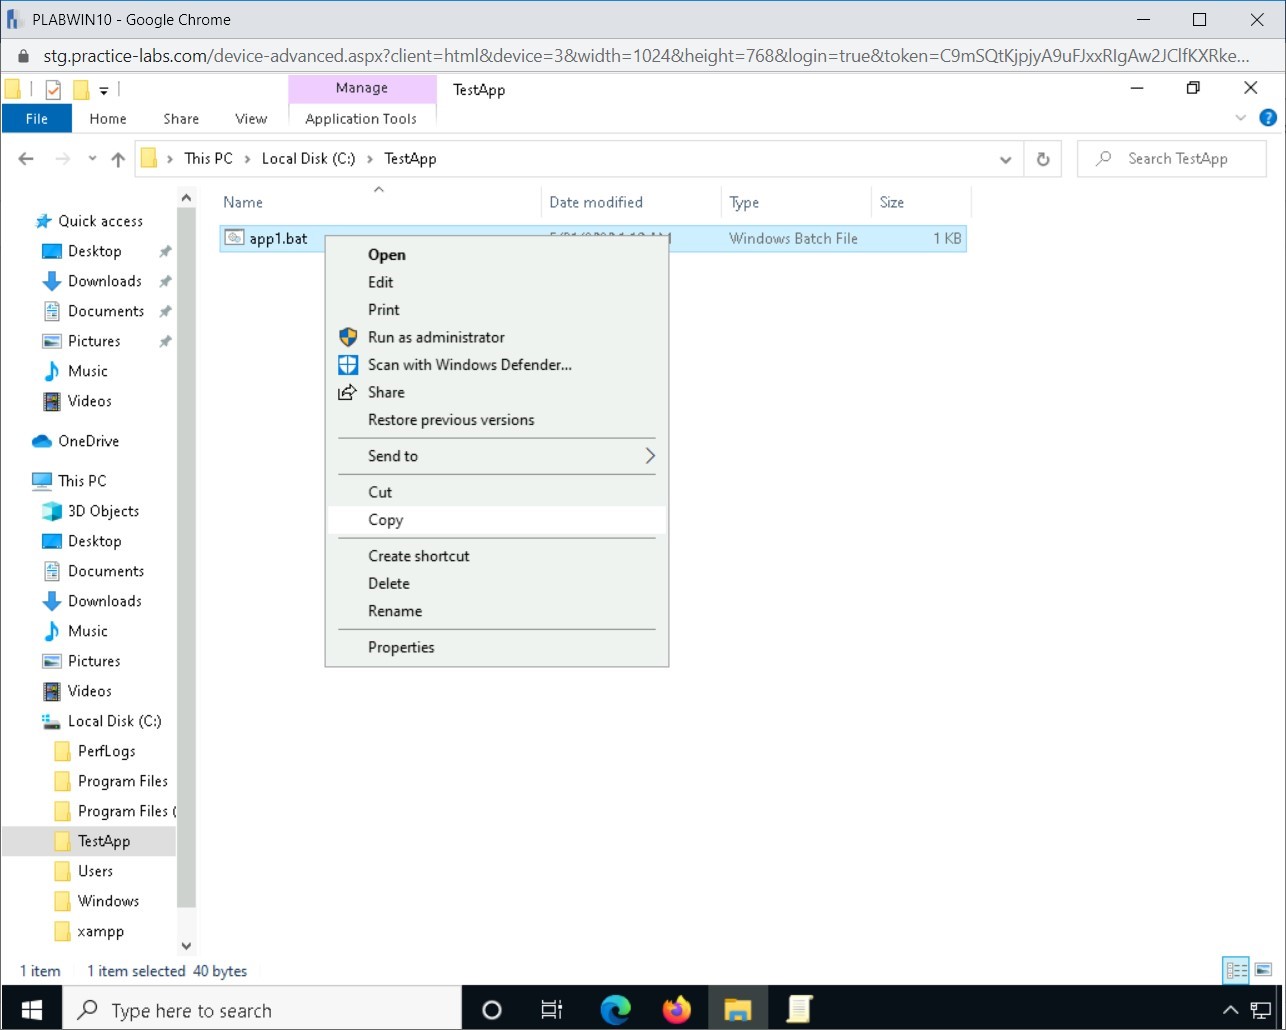 PLABWIN10 - Google Chrome
stg.practice-labs.com/device-advanced.aspx?client=html&device=3&width=1024&height=768&login=true&token=C9mSQtKjpjyA9uFJxxRIgAw2JClfKXRke...
Manage TestApp
File Home Share View Application Tools
This PC Local Disk (C:) TestApp Search TestApp
Name Date modified Type Size
app1.bat Windows Batch File 1 KB
Open
Edit
Print
Run as administrator
Scan with Windows Defender...
Share
Restore previous versions
Send to
Cut
Copy
Create shortcut
Delete
Rename
Properties
Quick access
Desktop
Downloads
Documents
Pictures
Music
Videos
OneDrive
This PC
3D Objects
Desktop
Documents
Downloads
Music
Pictures
Videos
Local Disk (C:)
PerfLogs
Program Files
Program Files (
TestApp
Users
Windows
xampp
1 item 1 item selected 40 bytes
Type here to search